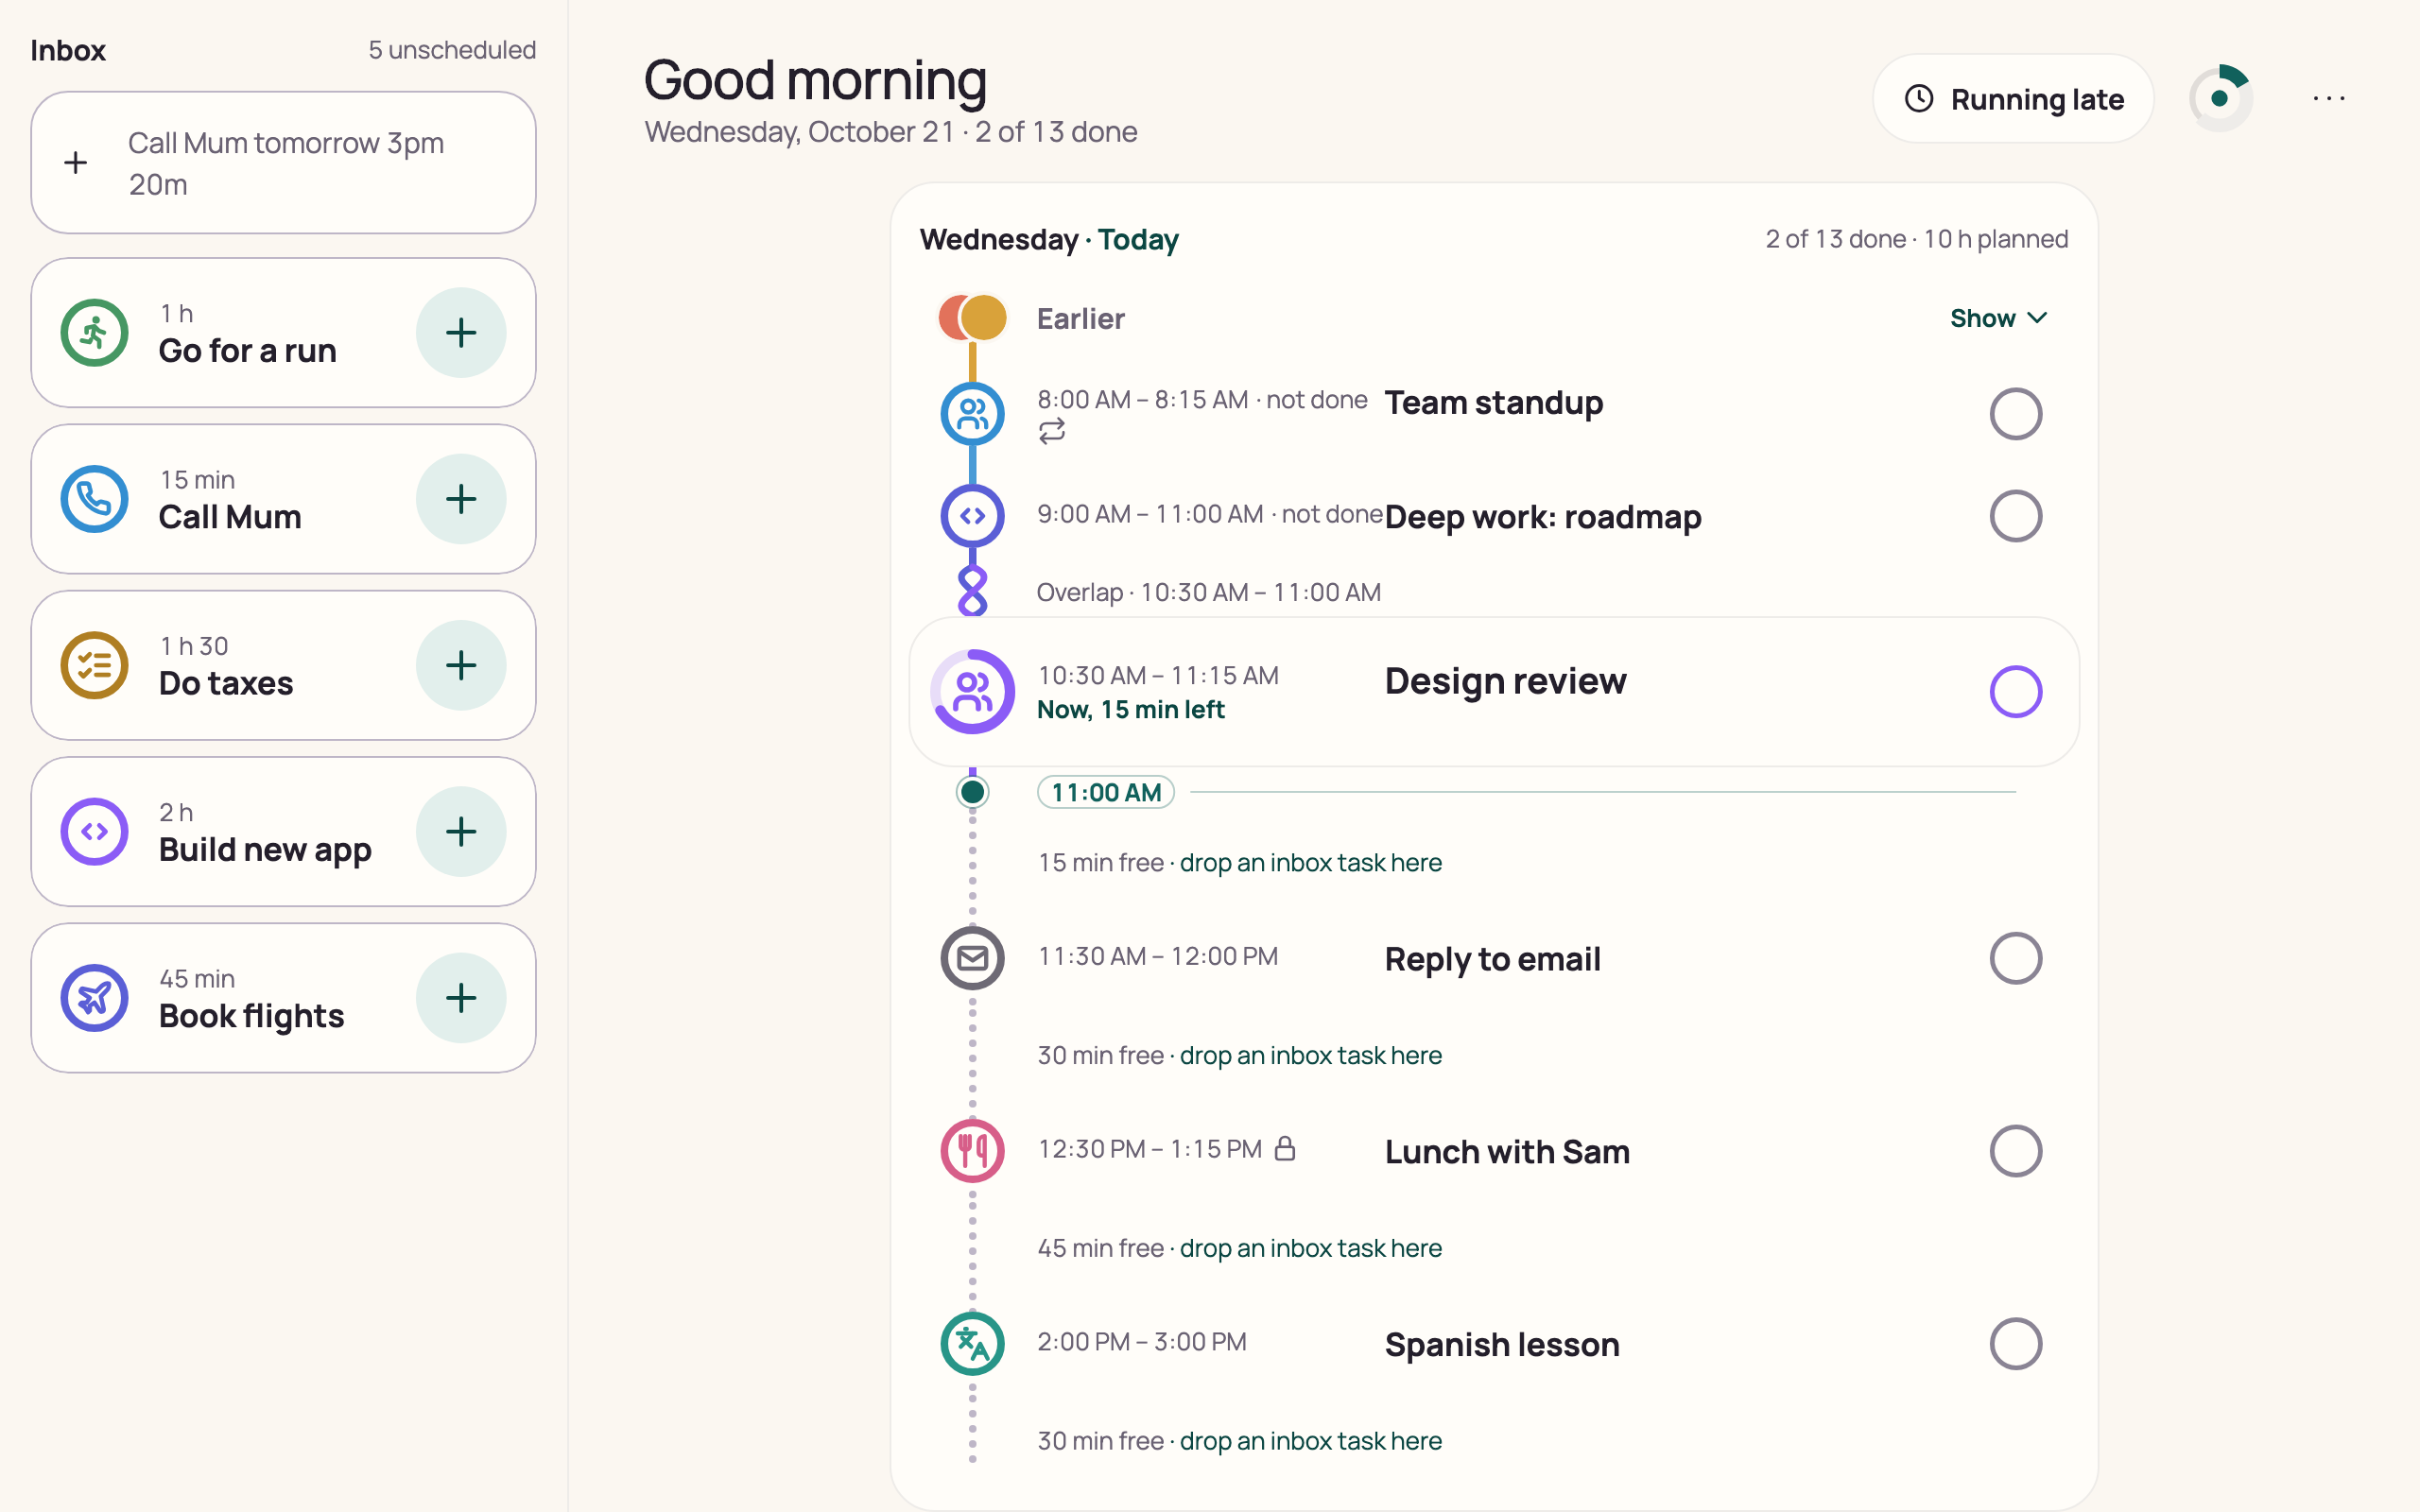 Inbox
5 unscheduled
Call Mum tomorrow 3pm
20m
1 h
Go for a run
15 min
Call Mum
1 h 30
Do taxes
2 h
Build new app
45 min
Book flights
Good morning
Wednesday, October 21 · 2 of 13 done
Running late
Wednesday · Today
2 of 13 done · 10 h planned
Earlier
Show
8:00 AM – 8:15 AM · not done
Team standup
9:00 AM – 11:00 AM · not done
Deep work: roadmap
Overlap · 10:30 AM – 11:00 AM
10:30 AM – 11:15 AM
Now, 15 min left
Design review
11:00 AM
15 min free · drop an inbox task here
11:30 AM – 12:00 PM
Reply to email
30 min free · drop an inbox task here
12:30 PM – 1:15 PM
Lunch with Sam
45 min free · drop an inbox task here
2:00 PM – 3:00 PM
Spanish lesson
30 min free · drop an inbox task here